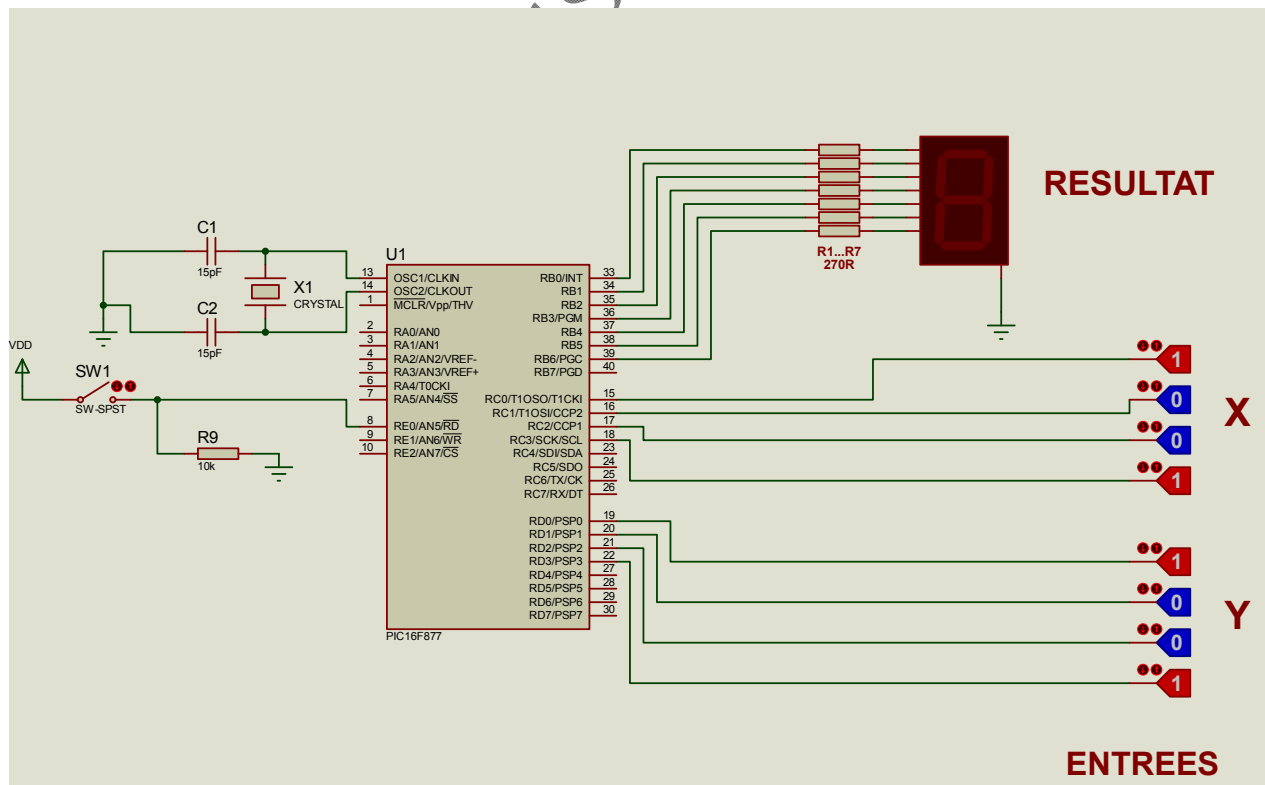 RESULTAT
R1...R7
270R
C1
15pF
X1
CRYSTAL
C2
15pF
VDD
SW1
SW-SPST
R9
10k
U1
13 OSC1/CLKIN
14 OSC2/CLKOUT
1 MCLR/Vpp/THV
2 RA0/AN0
3 RA1/AN1
4 RA2/AN2/VREF-
5 RA3/AN3/VREF+
6 RA4/T0CKI
7 RA5/AN4/SS
8 RE0/AN5/RD
9 RE1/AN6/WR
10 RE2/AN7/CS
RB0/INT 33
RB1 34
RB2 35
RB3/PGM 36
RB4 37
RB5 38
RB6/PGC 39
RB7/PGD 40
RC0/T1OSO/T1CKI 15
RC1/T1OSI/CCP2 16
RC2/CCP1 17
RC3/SCK/SCL 18
RC4/SDI/SDA 23
RC5/SDO 24
RC6/TX/CK 25
RC7/RX/DT 26
RD0/PSP0 19
RD1/PSP1 20
RD2/PSP2 21
RD3/PSP3 22
RD4/PSP4 27
RD5/PSP5 28
RD6/PSP6 29
RD7/PSP7 30
PIC16F877
1
0
X
0
1
1
0
Y
0
1
ENTREES